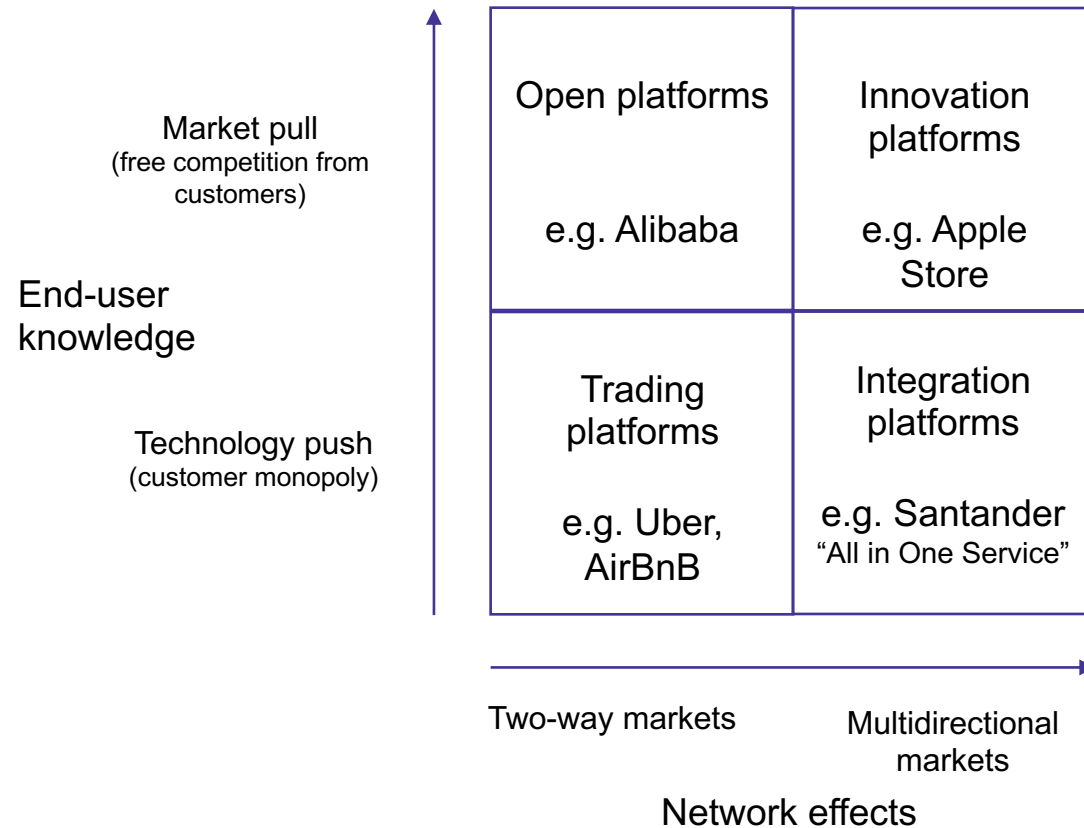 Open platforms
e.g. Alibaba
Innovation
platforms
e.g. Apple
Store
Market pull
(free competition from
customers)
End-user
knowledge
Technology push
(customer monopoly)
Trading
platforms
e.g. Uber,
AirBnB
Integration
platforms
e.g. Santander
“All in One Service”
Two-way markets
Multidirectional
markets
Network effects